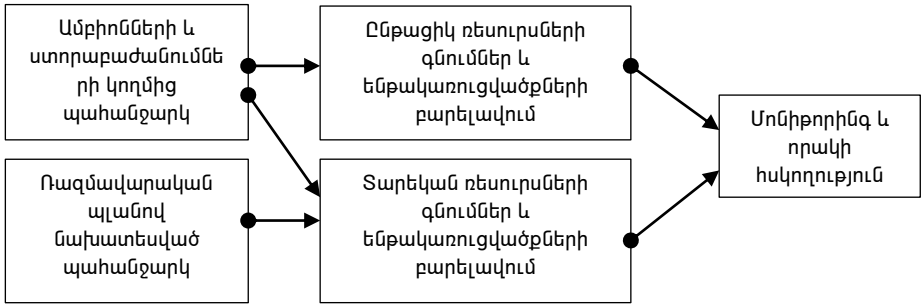 Ամբիոնների և
ստորաբաժանումնե
րի կողմից
պահանջարկ
Ընթացիկ ռեսուրսների
գնումներ և
ենթակառուցվածքների
բարելավում
Մոնիթորինգ և
որակի
հսկողություն
Ռազմավարական
պլանով
նախատեսված
պահանջարկ
Տարեկան ռեսուրսների
գնումներ և
ենթակառուցվածքների
բարելավում